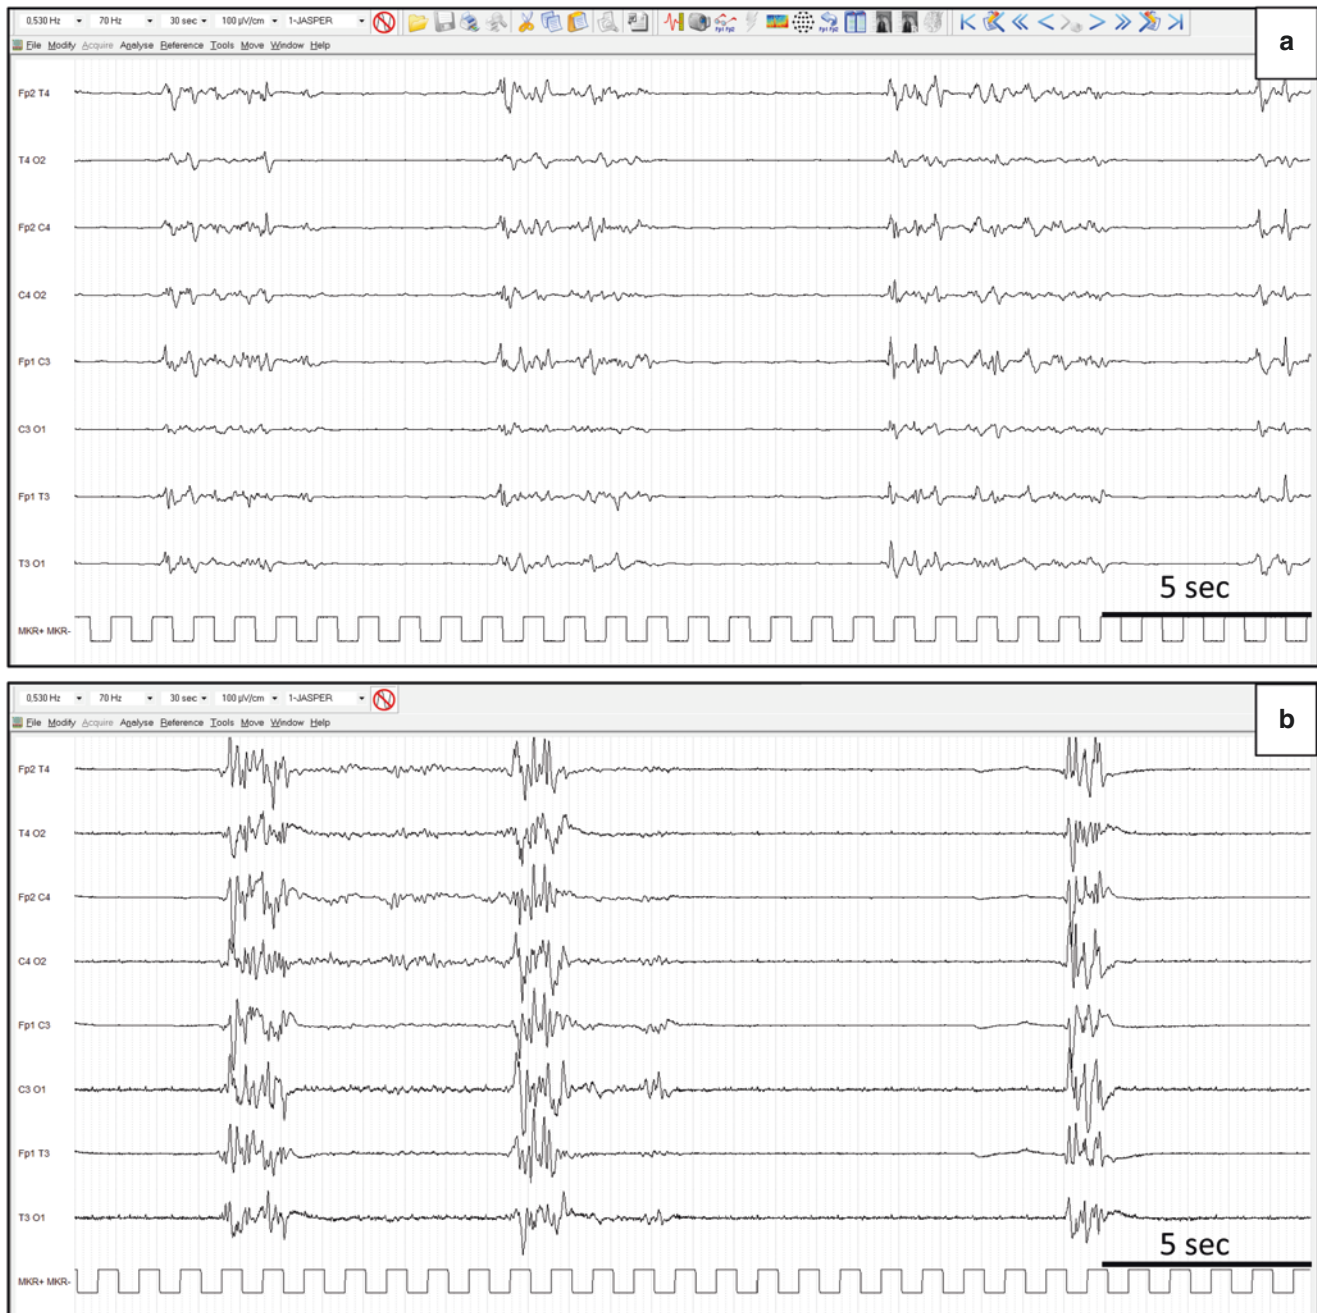 0,530 Hz 70 Hz 30 sec 100 µV/cm 1-JASPER
a
File Modify Acquire Analyse Reference Tools Move Window Help
Fp2 T4
T4 O2
Fp2 C4
C4 O2
Fp1 C3
C3 O1
Fp1 T3
T3 O1
5 sec
MKR+ MKR-
0,530 Hz 70 Hz 30 sec 100 µV/cm 1-JASPER
b
File Modify Acquire Analyse Reference Tools Move Window Help
Fp2 T4
T4 O2
Fp2 C4
C4 O2
Fp1 C3
C3 O1
Fp1 T3
T3 O1
5 sec
MKR+ MKR-